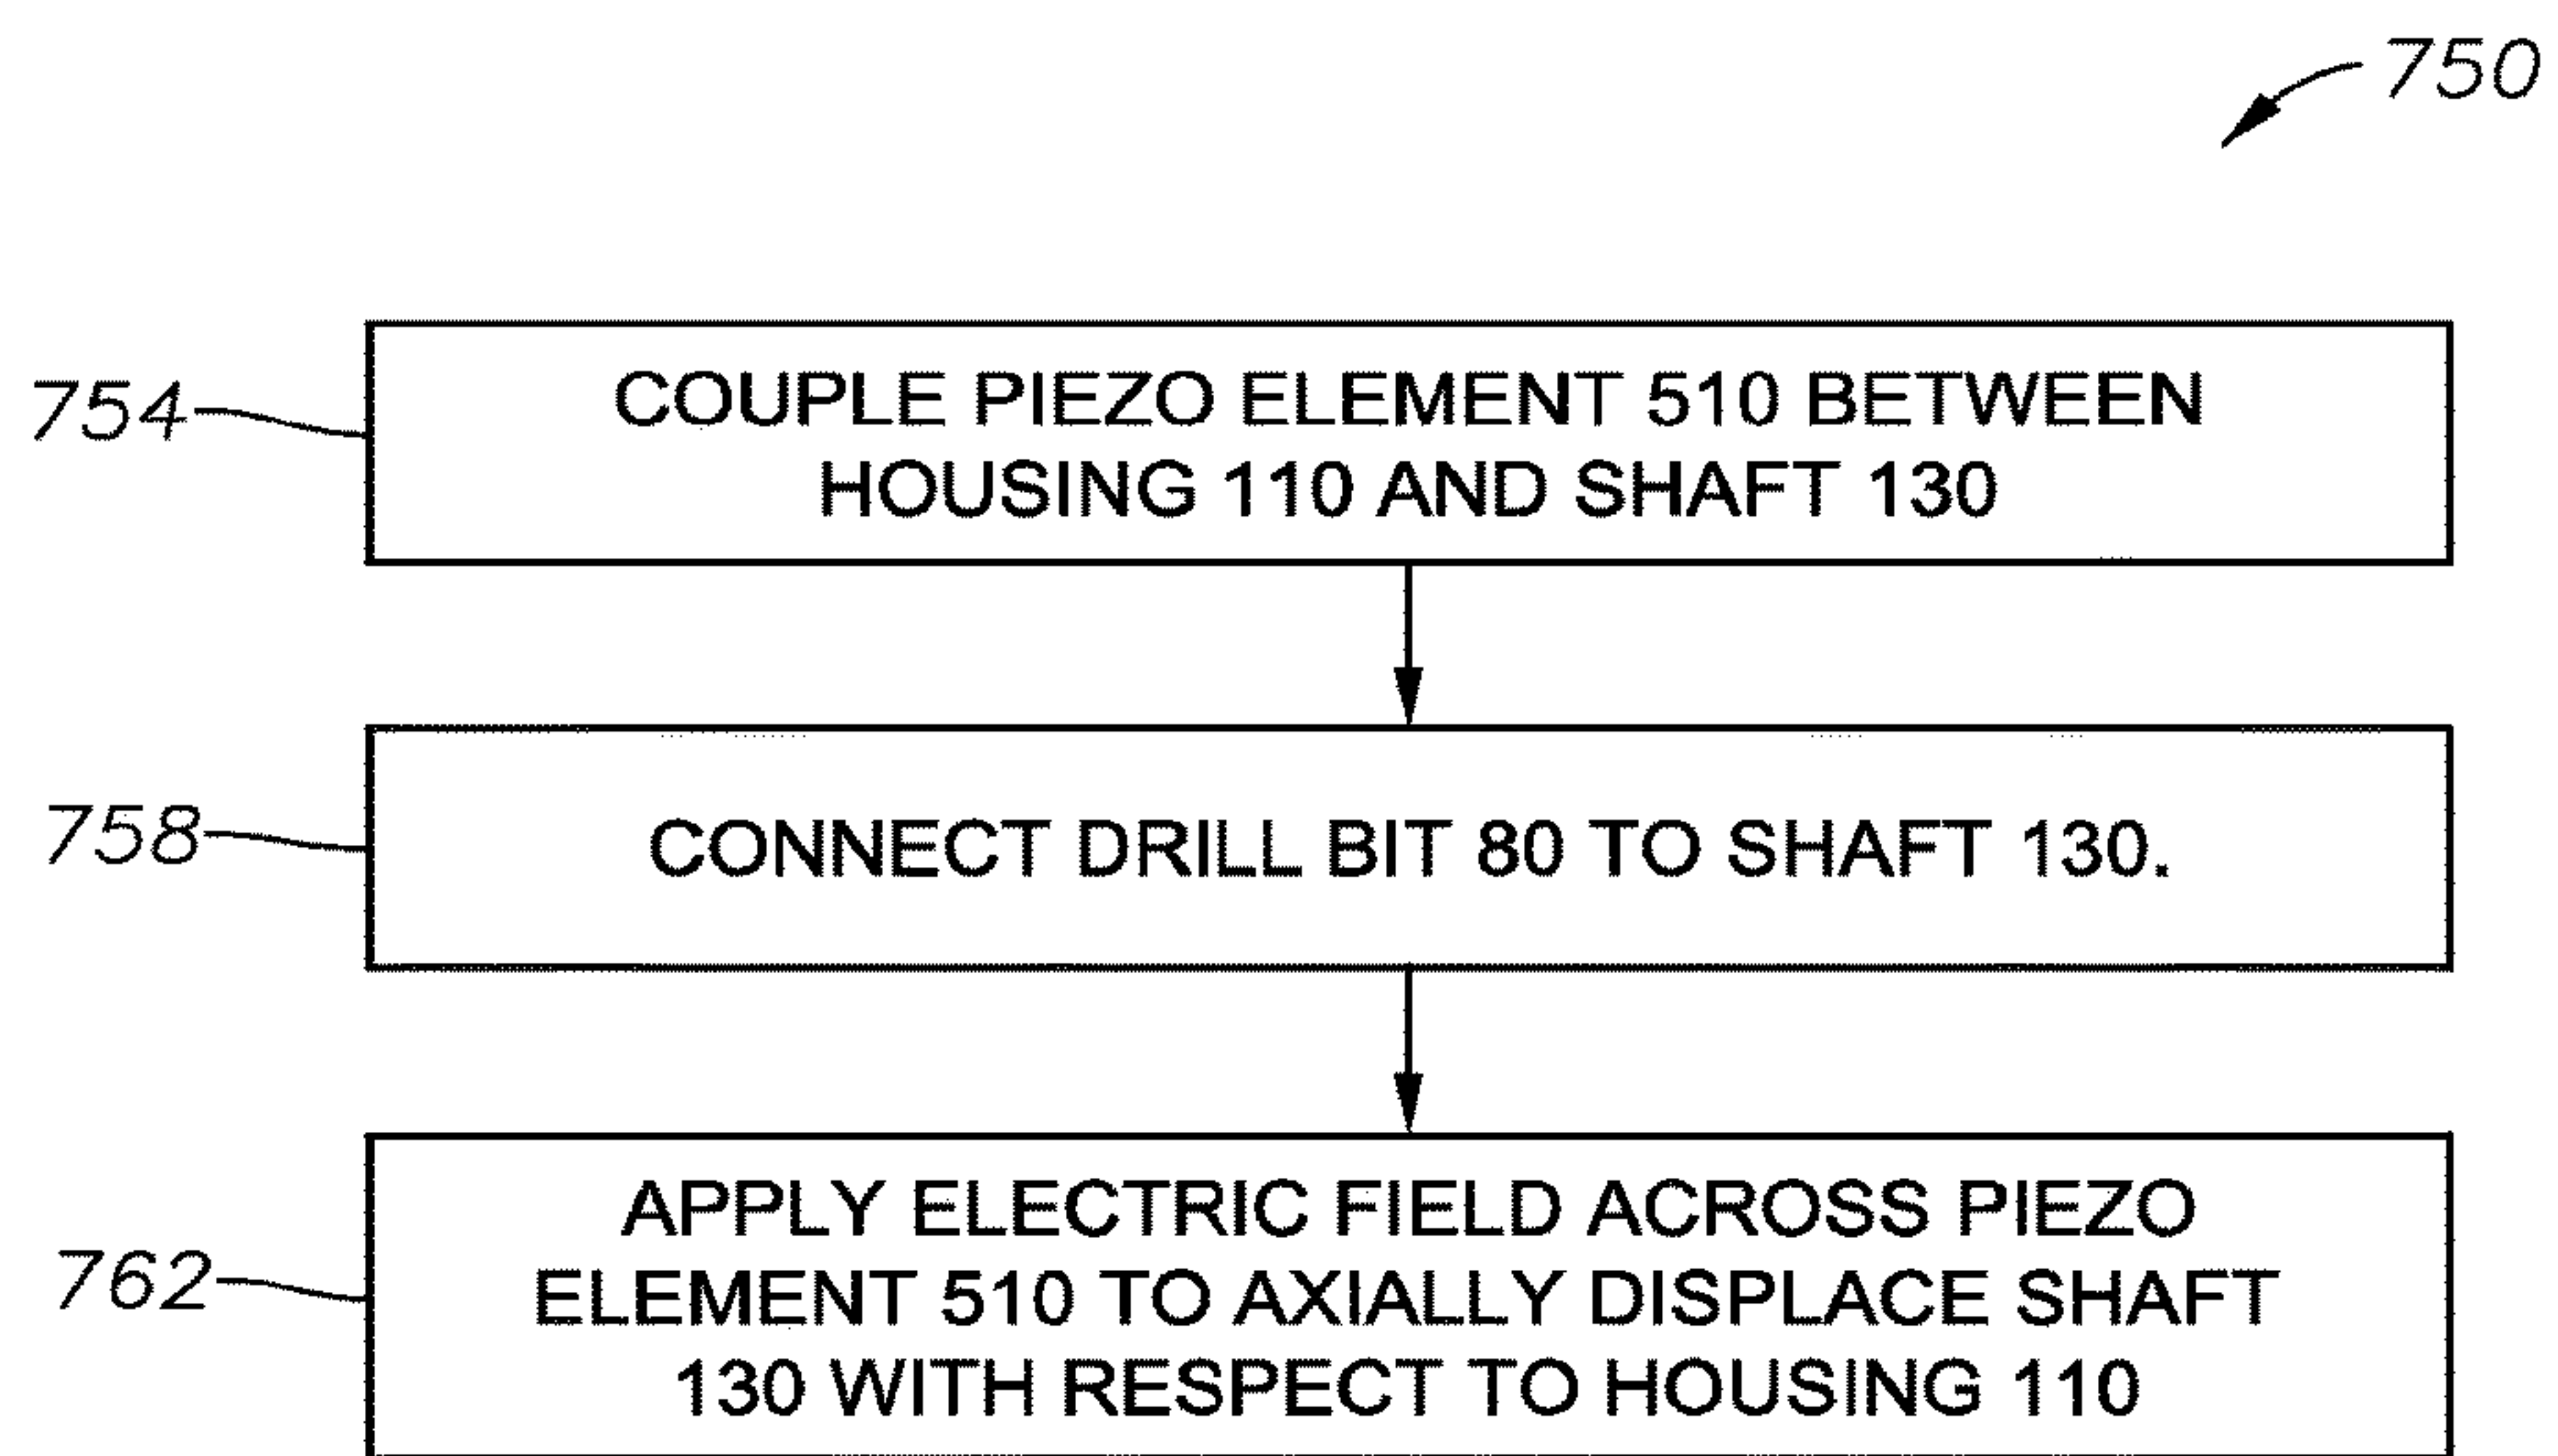 750
754
COUPLE PIEZO ELEMENT 510 BETWEEN
HOUSING 110 AND SHAFT 130
758
CONNECT DRILL BIT 80 TO SHAFT 130.
762
APPLY ELECTRIC FIELD ACROSS PIEZO
ELEMENT 510 TO AXIALLY DISPLACE SHAFT
130 WITH RESPECT TO HOUSING 110